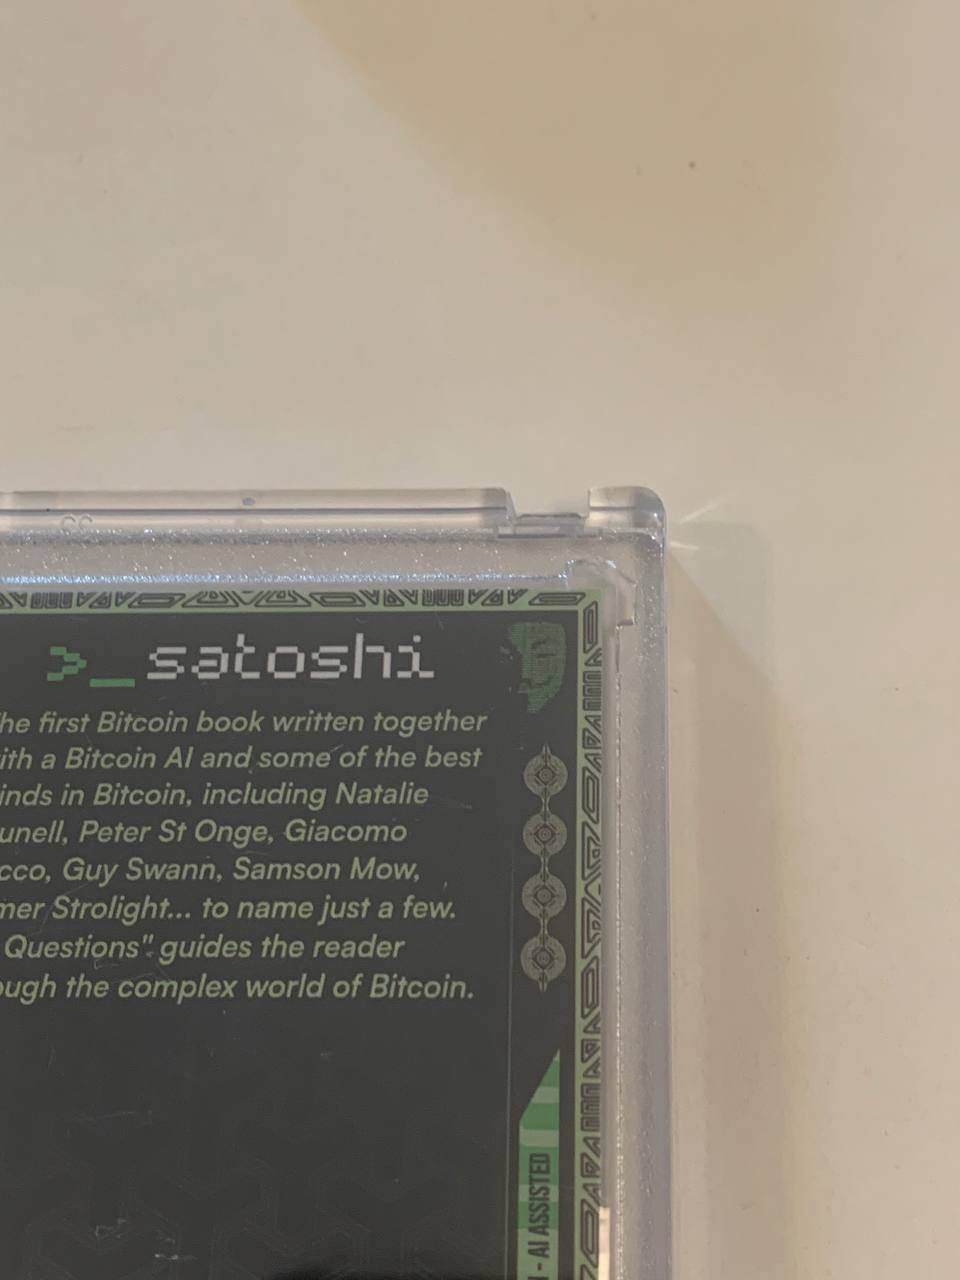 >_satoshi
he first Bitcoin book written together
ith a Bitcoin AI and some of the best
inds in Bitcoin, including Natalie
unell, Peter St Onge, Giacomo
cco, Guy Swann, Samson Mow,
mer Strolight... to name just a few.
Questions" guides the reader
ough the complex world of Bitcoin.
- AI ASSISTED